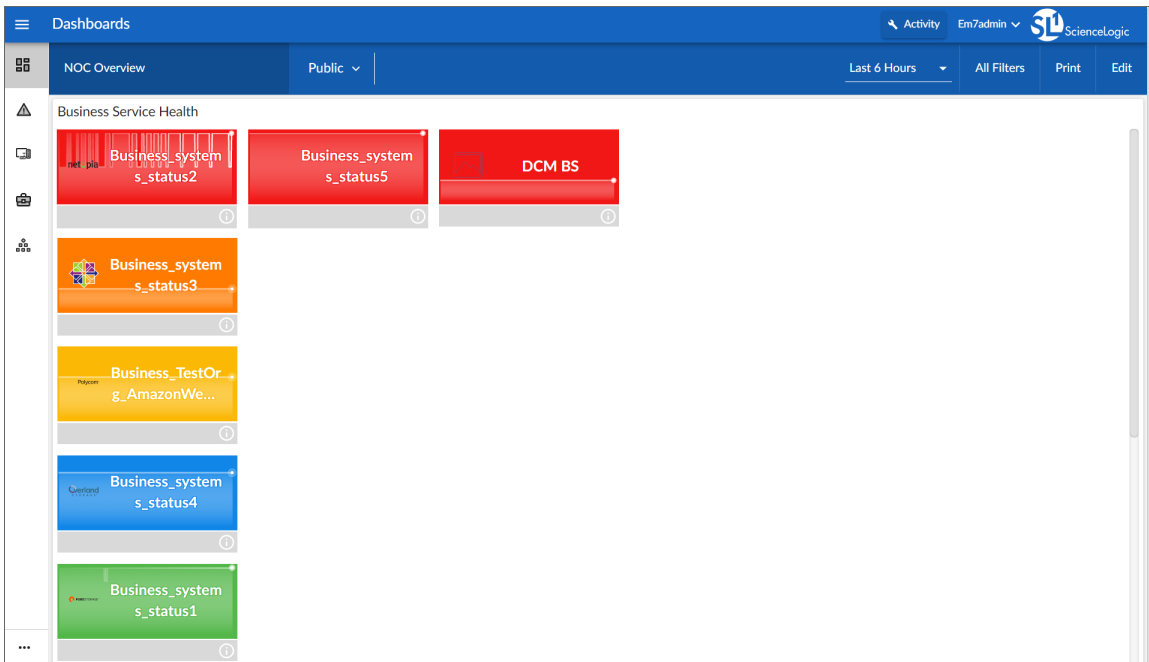 Dashboards
Activity
Em7admin
SL1 ScienceLogic
NOC Overview
Public
Last 6 Hours
All Filters
Print
Edit
Business Service Health
Business_system
s_status2
Business_system
s_status5
DCM BS
Business_system
s_status3
Polycom
Business_TestOr
g_AmazonWe...
Overland
Business_system
s_status4
Business_system
s_status1